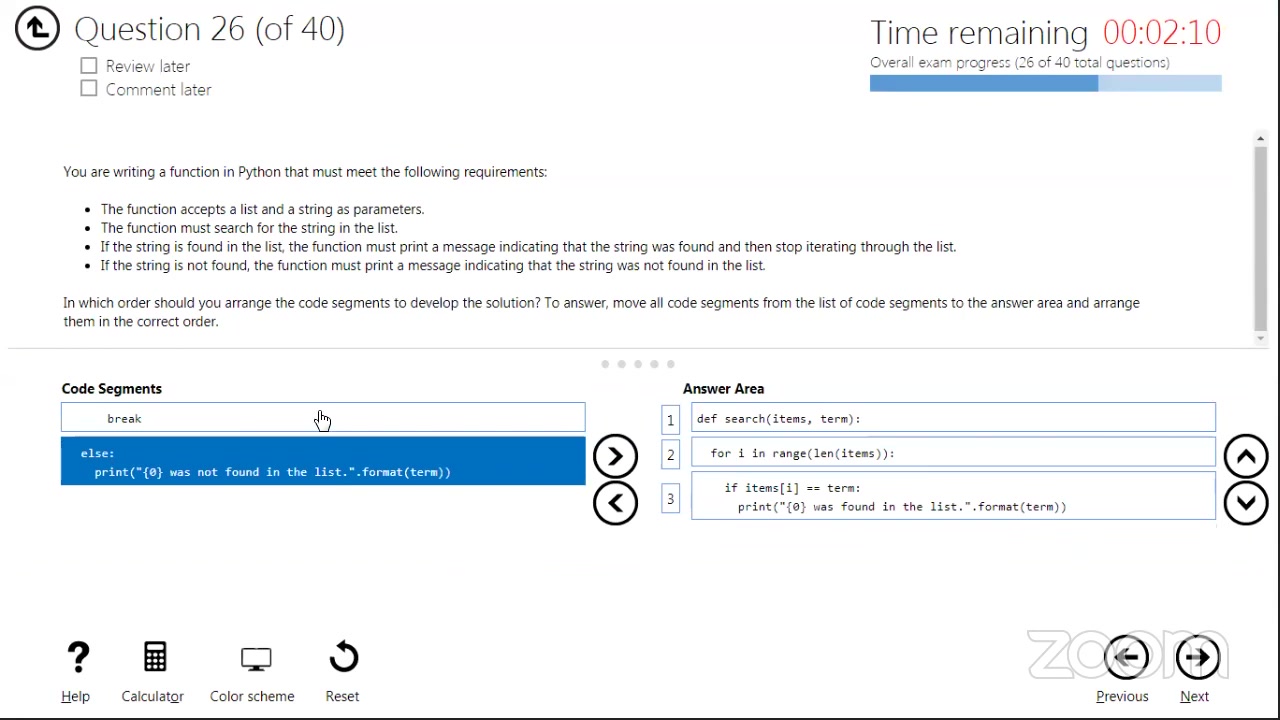 Question 26 (of 40)
Review later
Comment later
Time remaining 00:02:10
Overall exam progress (26 of 40 total questions)
You are writing a function in Python that must meet the following requirements:
• The function accepts a list and a string as parameters.
• The function must search for the string in the list.
• If the string is found in the list, the function must print a message indicating that the string was found and then stop iterating through the list.
• If the string is not found, the function must print a message indicating that the string was not found in the list.
In which order should you arrange the code segments to develop the solution? To answer, move all code segments from the list of code segments to the answer area and arrange
them in the correct order.
Code Segments
break
else:
print("{0} was not found in the list.".format(term))
Answer Area
1 def search(items, term):
2 for i in range(len(items)):
3 if items[i] == term:
print("{0} was found in the list.".format(term))
Help
Calculator
Color scheme
Reset
zoom
Previous
Next